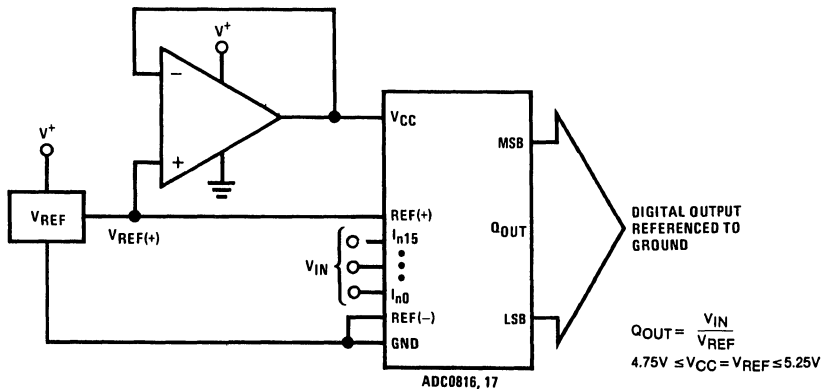 V+
−
+
V+
VREF
VREF(+)
VCC
REF(+)
In15
VIN
In0
REF(−)
GND
MSB
QOUT
LSB
ADC0816, 17
DIGITAL OUTPUT
REFERENCED TO
GROUND
QOUT = VIN / VREF
4.75V ≤ VCC = VREF ≤ 5.25V